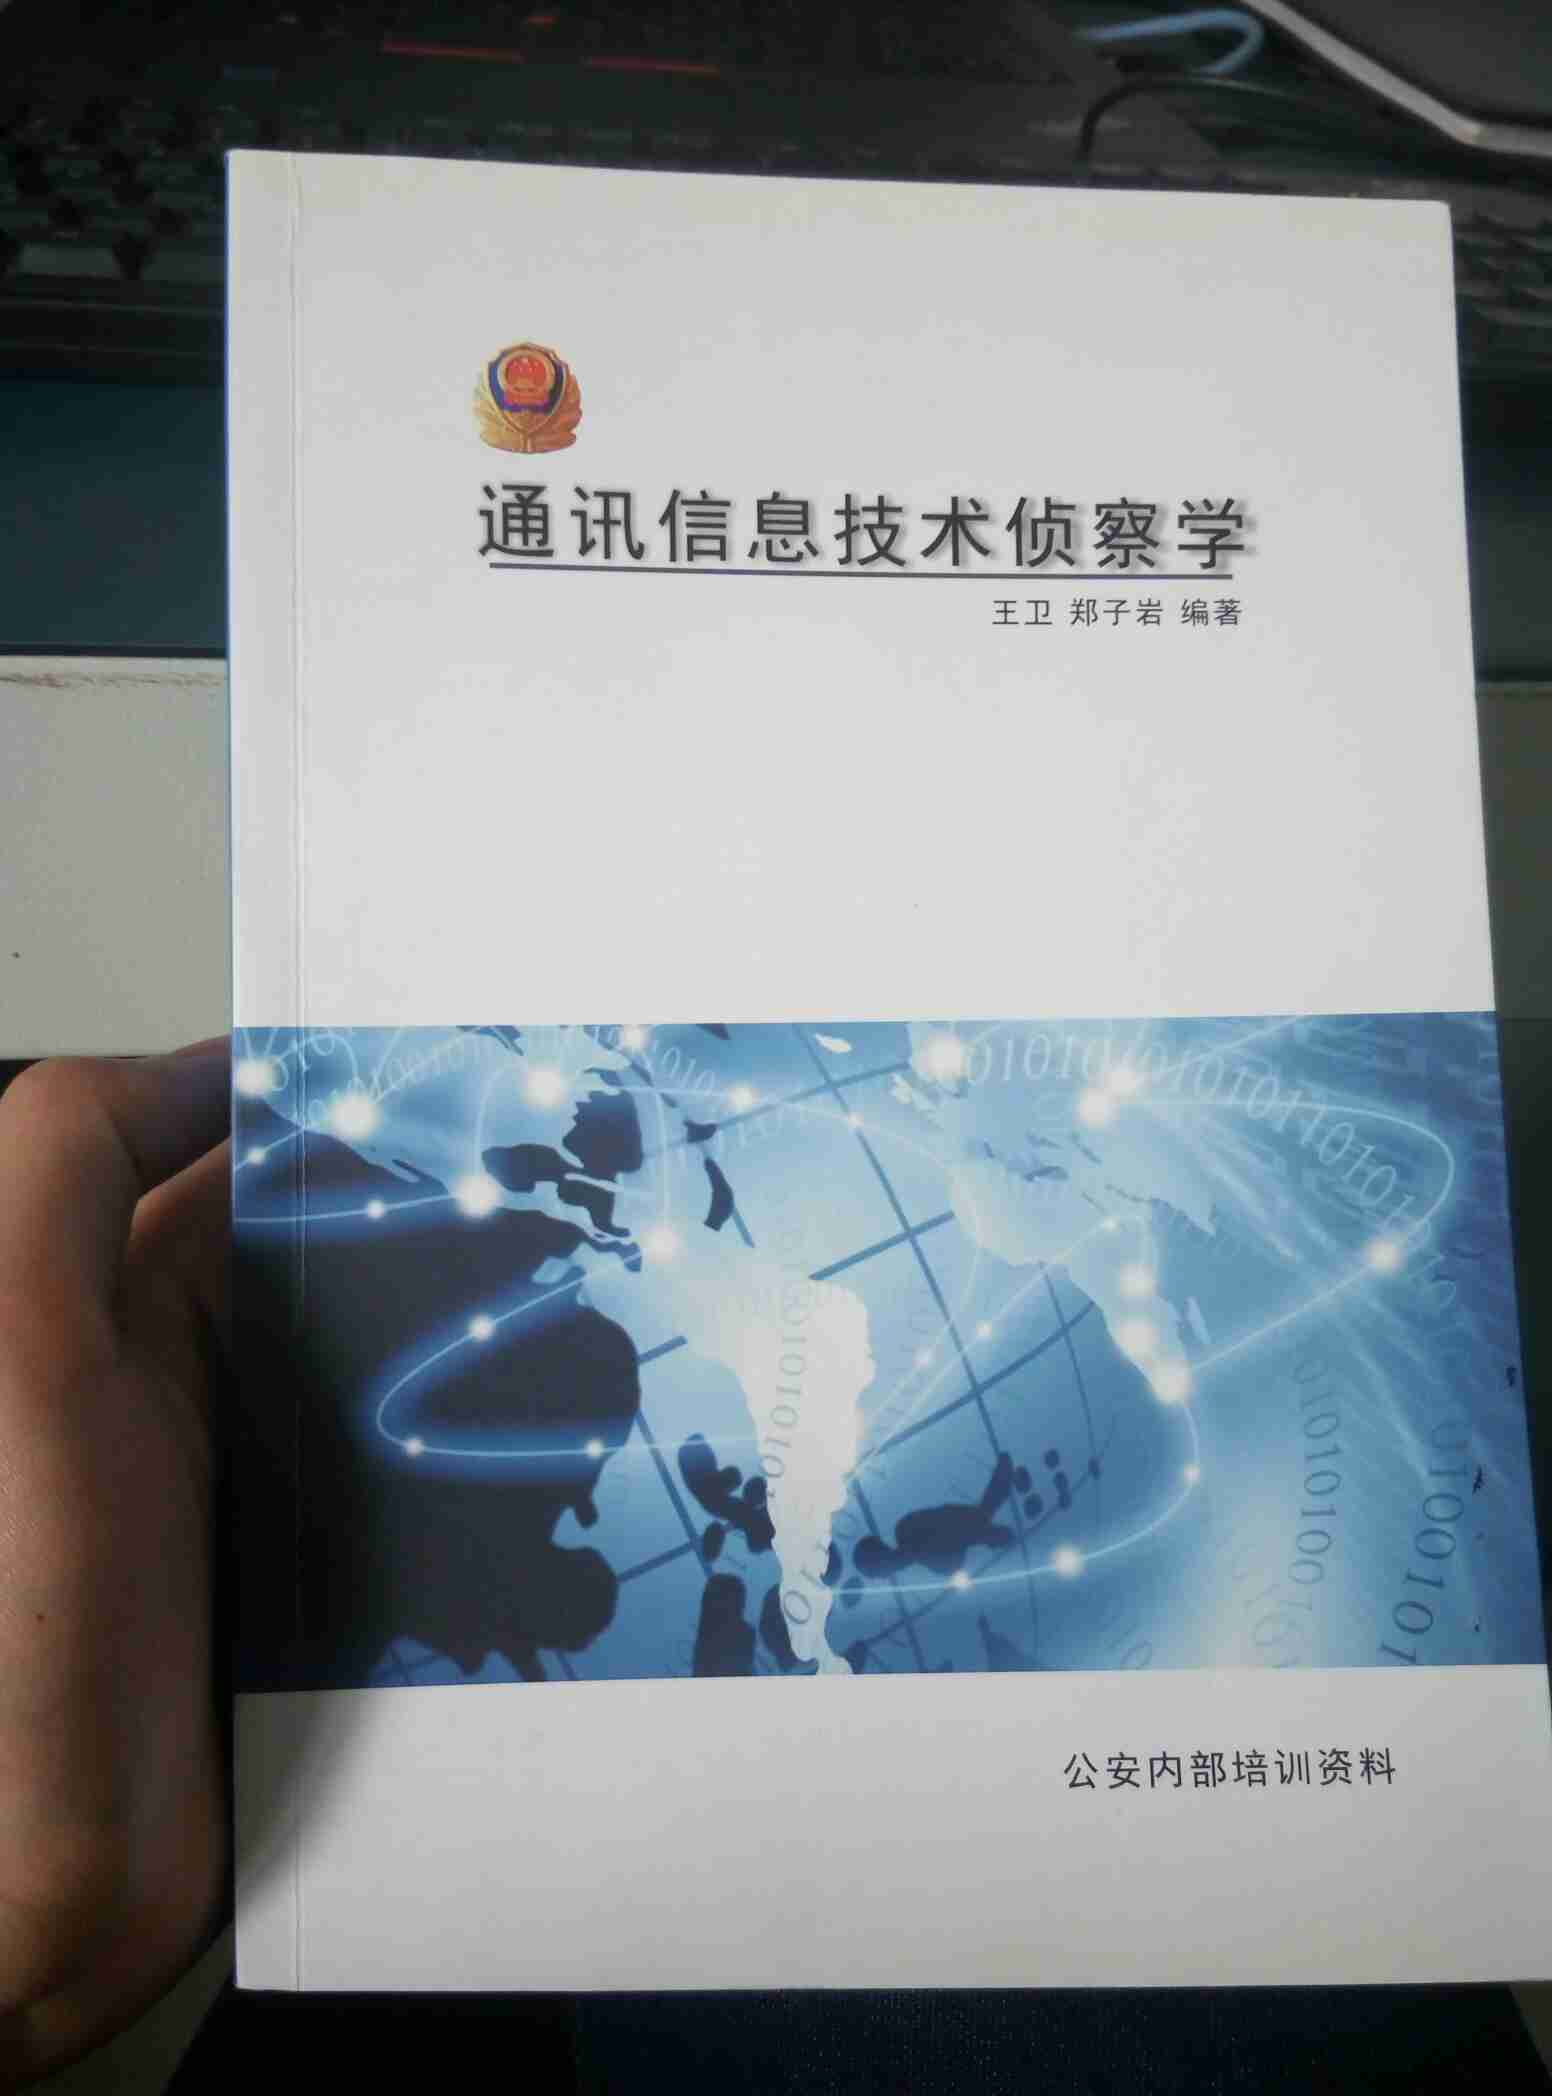 通讯信息技术侦察学
王卫 郑子岩 编著
公安内部培训资料